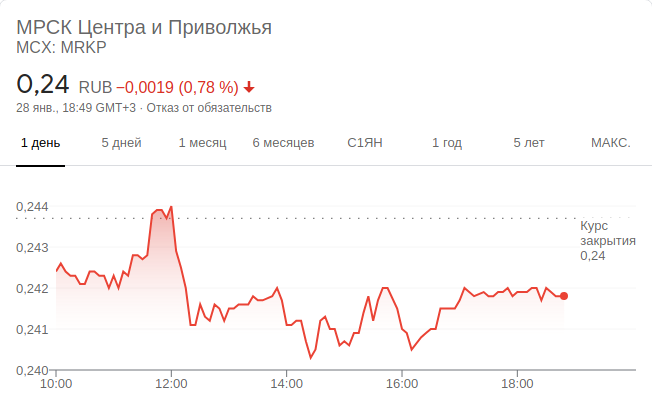 МРСК Центра и Приволжья
MCX: MRKP
0,24 RUB −0,0019 (0,78 %)
28 янв., 18:49 GMT+3 · Отказ от обязательств
1 день 5 дней 1 месяц 6 месяцев С1ЯН 1 год 5 лет МАКС.
0,244
Курс
закрытия
0,24
0,243
0,242
0,241
0,240
10:00 12:00 14:00 16:00 18:00